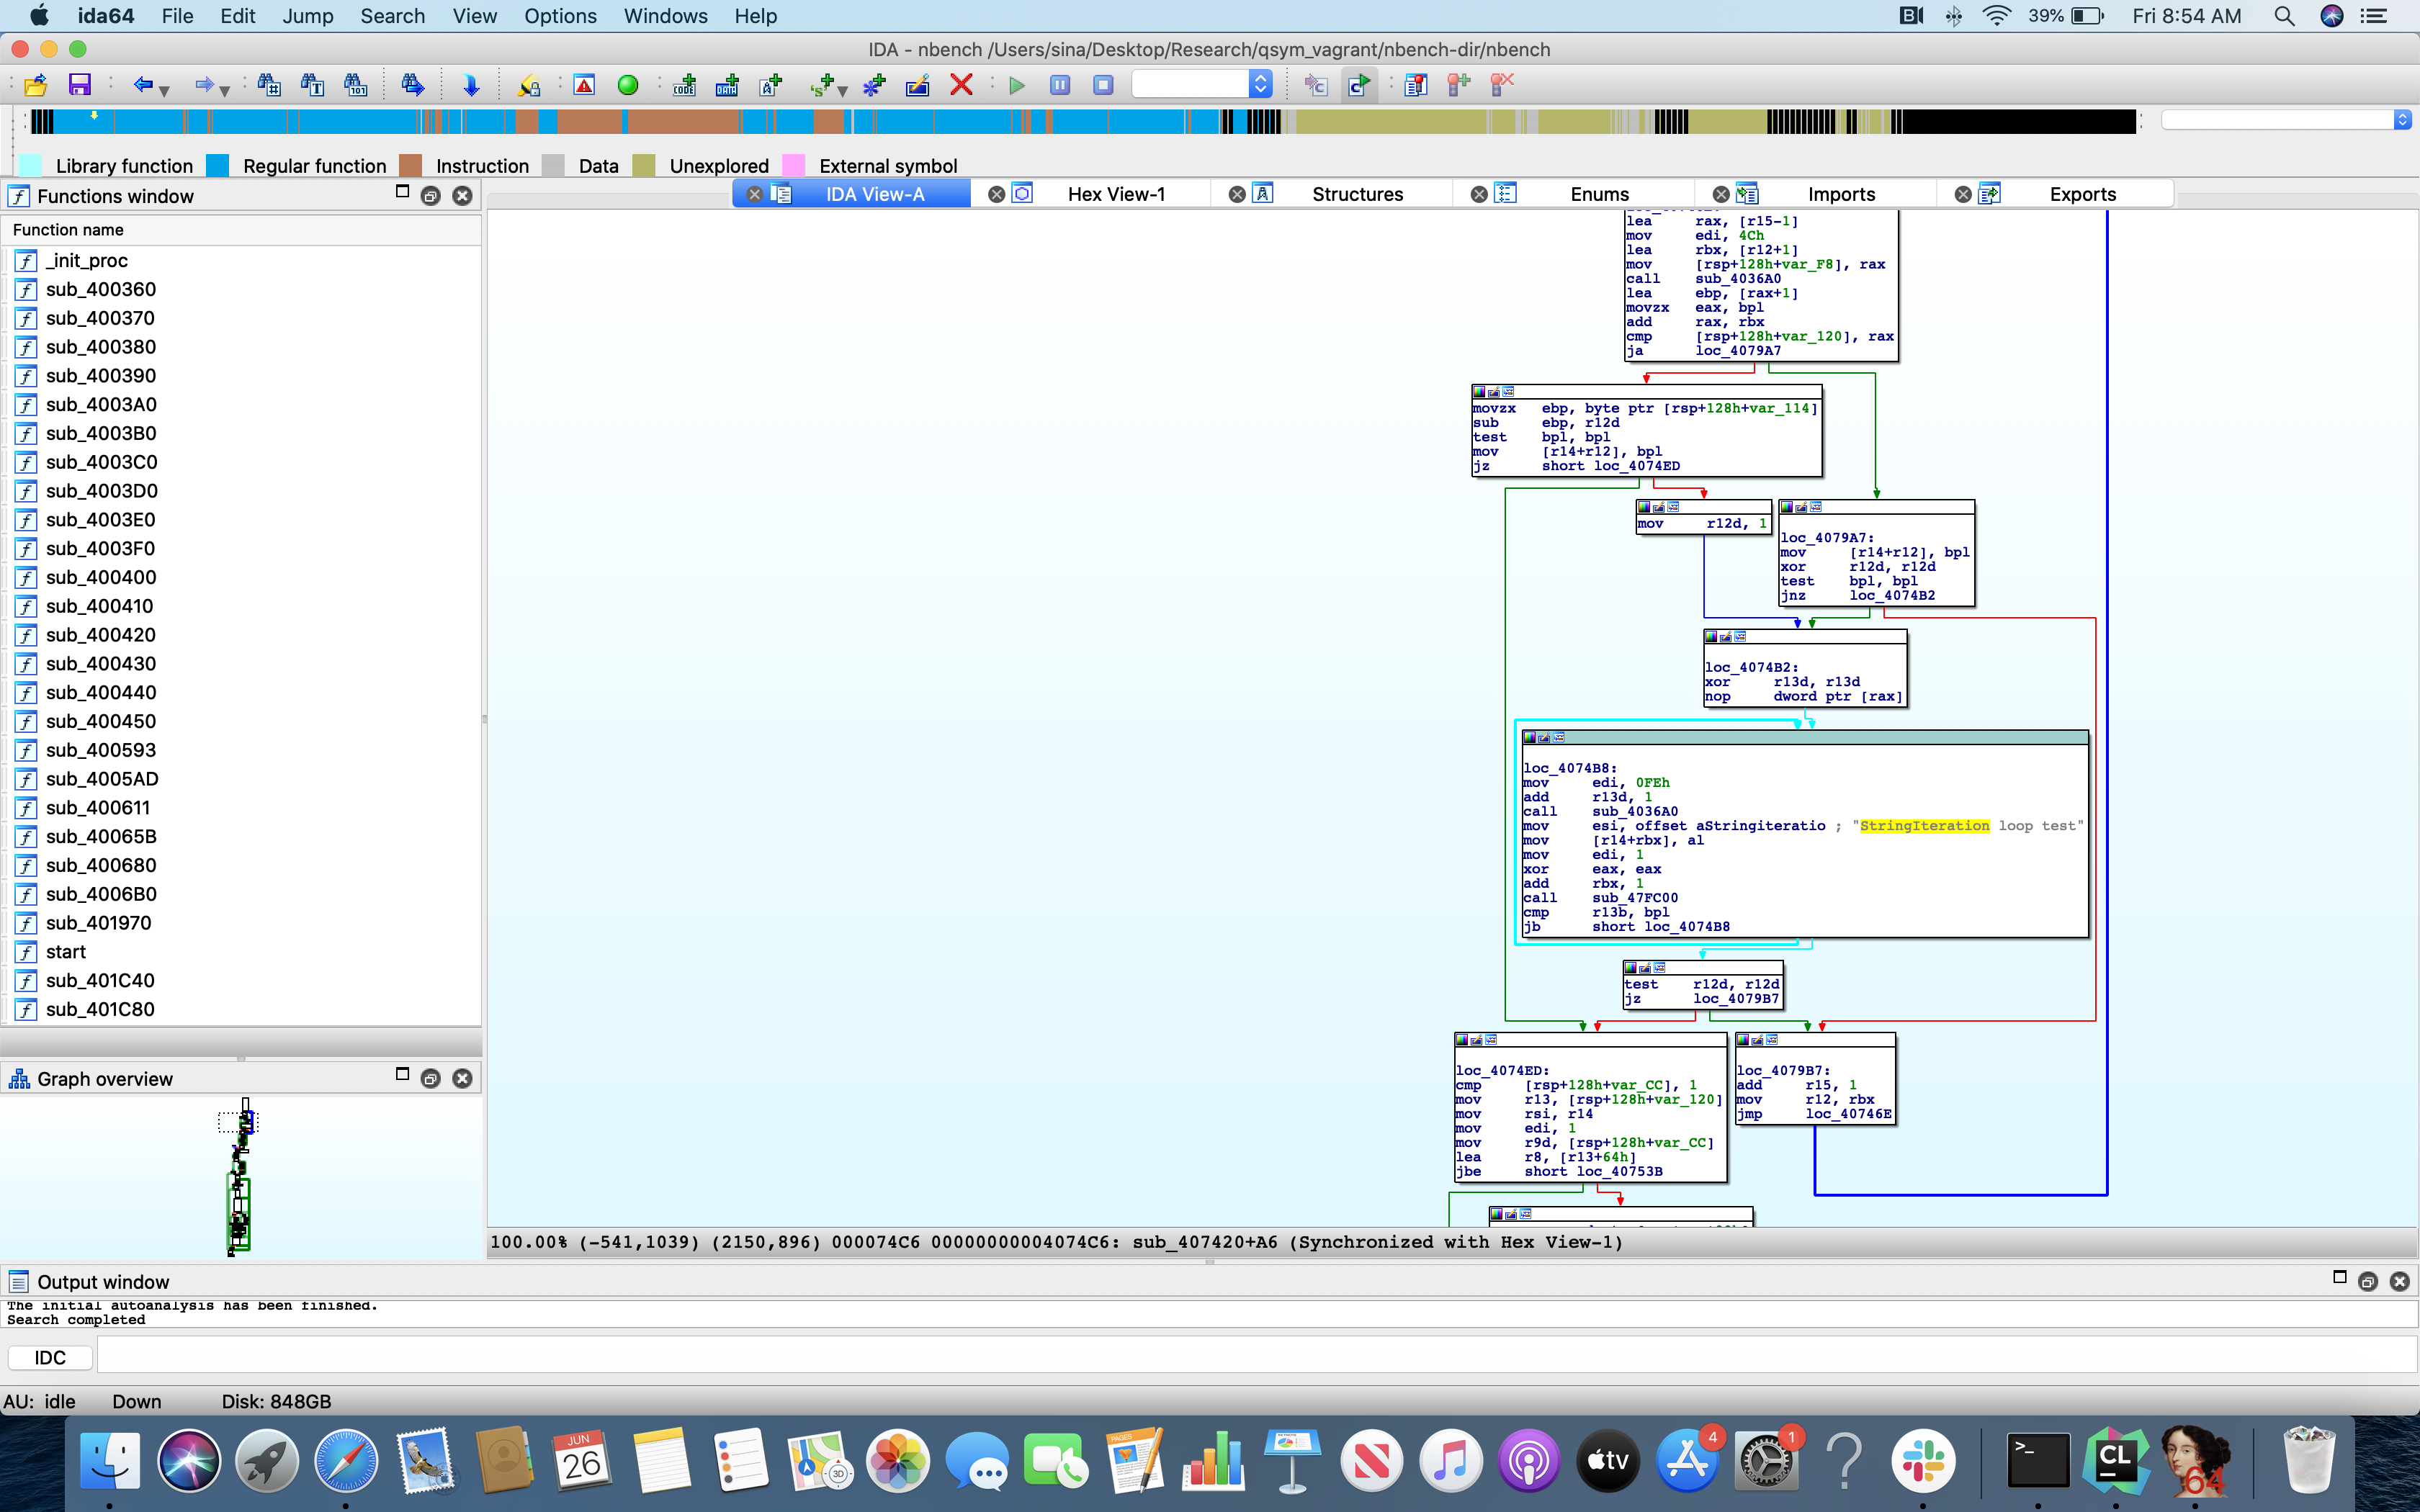 ida64 File Edit Jump Search View Options Windows Help 39% Fri 8:54 AM
IDA - nbench /Users/sina/Desktop/Research/qsym_vagrant/nbench-dir/nbench
Library function Regular function Instruction Data Unexplored External symbol
Functions window
IDA View-A Hex View-1 Structures Enums Imports Exports
Function name
_init_proc
sub_400360
sub_400370
sub_400380
sub_400390
sub_4003A0
sub_4003B0
sub_4003C0
sub_4003D0
sub_4003E0
sub_4003F0
sub_400400
sub_400410
sub_400420
sub_400430
sub_400440
sub_400450
sub_400593
sub_4005AD
sub_400611
sub_40065B
sub_400680
sub_4006B0
sub_401970
start
sub_401C40
sub_401C80
Graph overview
lea rax, [r15-1]
mov edi, 4Ch
lea rbx, [r12+1]
mov [rsp+128h+var_F8], rax
call sub_4036A0
lea ebp, [rax+1]
movzx eax, bpl
add rax, rbx
cmp [rsp+128h+var_120], rax
ja loc_4079A7
movzx ebp, byte ptr [rsp+128h+var_114]
sub ebp, r12d
test bpl, bpl
mov [r14+r12], bpl
jz short loc_4074ED
mov r12d, 1
loc_4079A7:
mov [r14+r12], bpl
xor r12d, r12d
test bpl, bpl
jnz loc_4074B2
loc_4074B2:
xor r13d, r13d
nop dword ptr [rax]
loc_4074B8:
mov edi, 0FEh
add r13d, 1
call sub_4036A0
mov esi, offset aStringiteratio ; "StringIteration loop test"
mov [r14+rbx], al
mov edi, 1
xor eax, eax
add rbx, 1
call sub_47FC00
cmp r13b, bpl
jb short loc_4074B8
test r12d, r12d
jz loc_4079B7
loc_4074ED:
cmp [rsp+128h+var_CC], 1
mov r13, [rsp+128h+var_120]
mov rsi, r14
mov edi, 1
mov r9d, [rsp+128h+var_CC]
lea r8, [r13+64h]
jbe short loc_40753B
loc_4079B7:
add r15, 1
mov r12, rbx
jmp loc_40746E
100.00% (-541,1039) (2150,896) 000074C6 00000000004074C6: sub_407420+A6 (Synchronized with Hex View-1)
Output window
The initial autoanalysis has been finished.
Search completed
IDC
AU: idle Down Disk: 848GB
JUN
26
3D
PAGES
tv
4
1
?
>_
CL
64